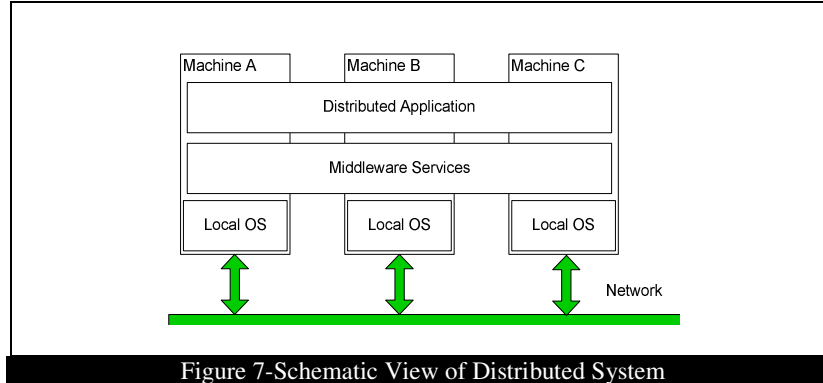 Machine A
Machine B
Machine C
Distributed Application
Middleware Services
Local OS
Local OS
Local OS
Network
Figure 7-Schematic View of Distributed System